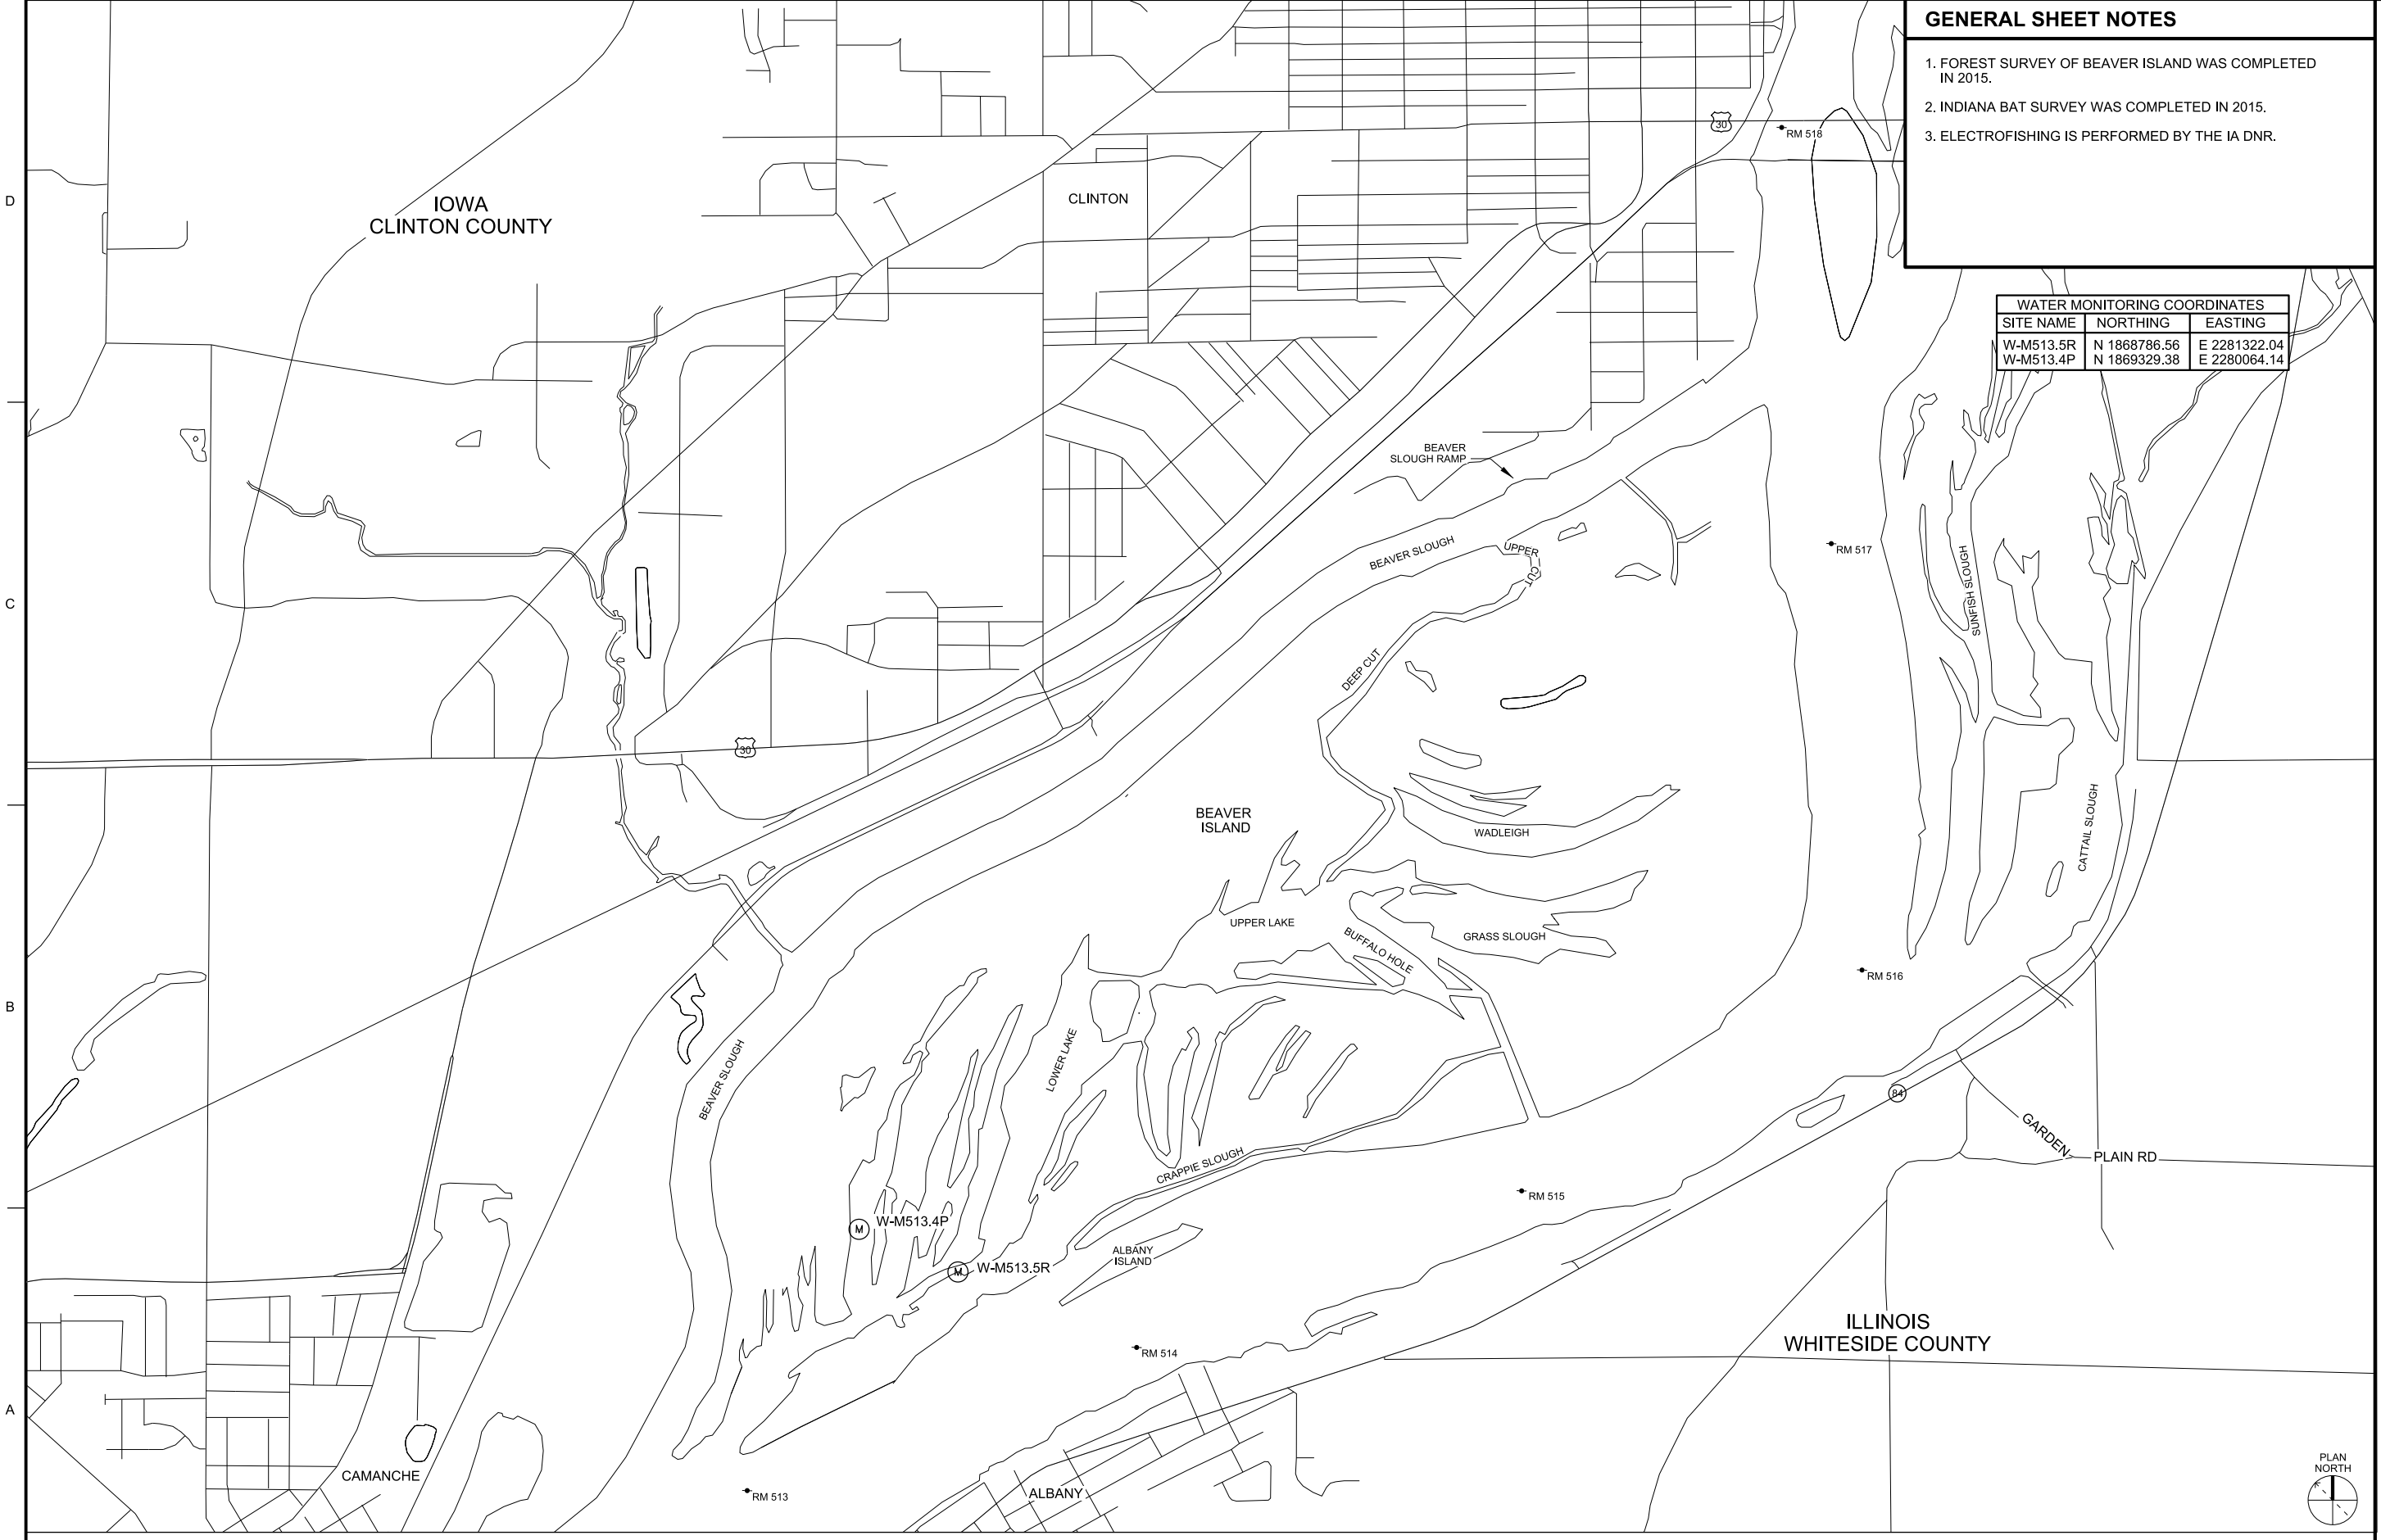 GENERAL SHEET NOTES
1. FOREST SURVEY OF BEAVER ISLAND WAS COMPLETED
IN 2015.
2. INDIANA BAT SURVEY WAS COMPLETED IN 2015.
3. ELECTROFISHING IS PERFORMED BY THE IA DNR.
30
RM 518
D
IOWA
CLINTON COUNTY
CLINTON
WATER MONITORING COORDINATES
SITE NAME NORTHING EASTING
W-M513.5R N 1868786.56 E 2281322.04
W-M513.4P N 1869329.38 E 2280064.14
BEAVER
SLOUGH RAMP
BEAVER SLOUGH
UPPER
CUT
RM 517
SUNFISH SLOUGH
C
DEEP CUT
30
BEAVER
ISLAND
WADLEIGH
CATTAIL SLOUGH
UPPER LAKE
BUFFALO HOLE
GRASS SLOUGH
RM 516
B
LOWER LAKE
BEAVER SLOUGH
84
GARDEN
PLAIN RD
CRAPPIE SLOUGH
RM 515
M W-M513.4P
M W-M513.5R
ALBANY
ISLAND
ILLINOIS
WHITESIDE COUNTY
RM 514
A
CAMANCHE
RM 513
ALBANY
PLAN
NORTH